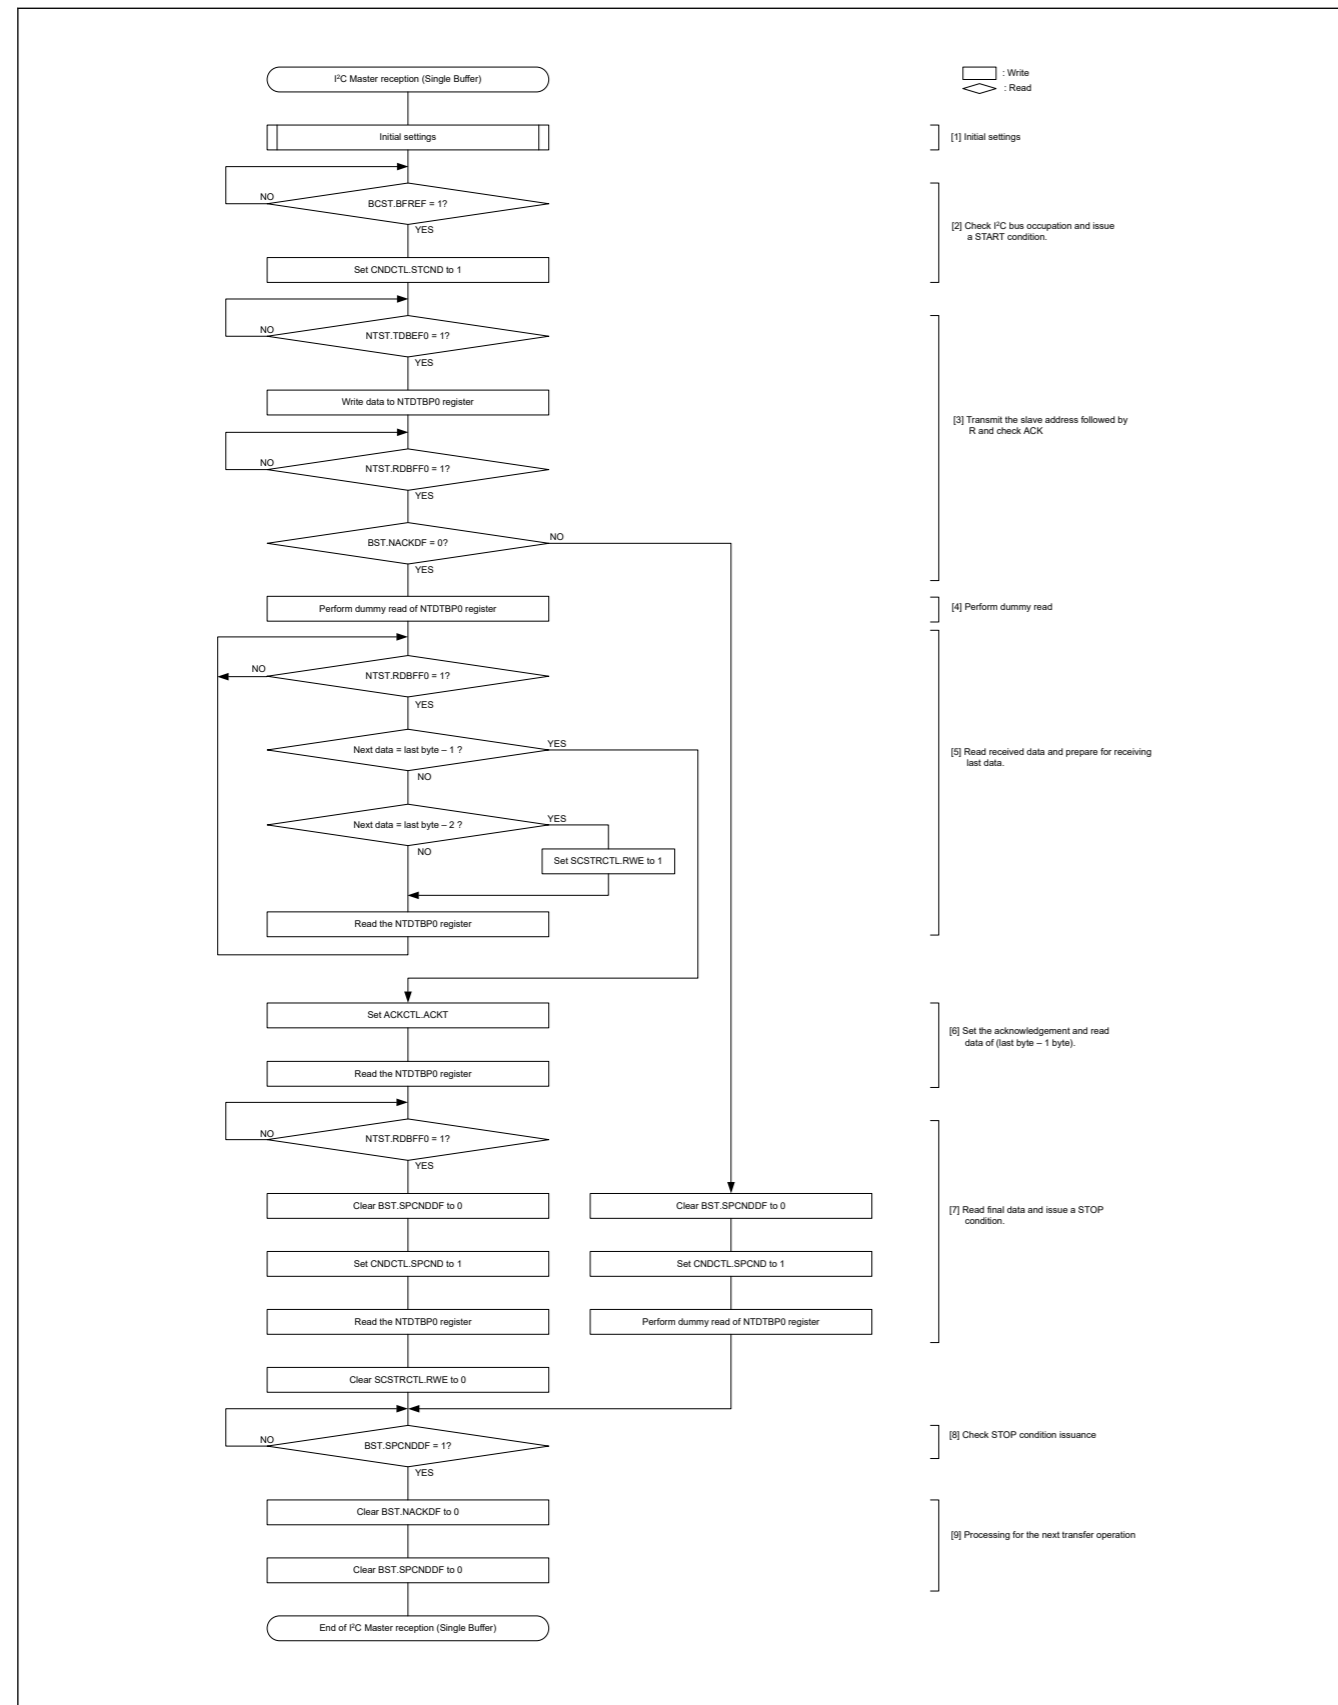 I²C Master reception (Single Buffer)
: Write
: Read
Initial settings
[1] Initial settings
NO
BCST.BFREF = 1?
YES
[2] Check I²C bus occupation and issue
a START condition.
Set CNDCTL.STCND to 1
NO
NTST.TDBEF0 = 1?
YES
Write data to NTDTBP0 register
[3] Transmit the slave address followed by
R and check ACK
NO
NTST.RDBFF0 = 1?
YES
BST.NACKDF = 0?
NO
YES
Perform dummy read of NTDTBP0 register
[4] Perform dummy read
NO
NTST.RDBFF0 = 1?
YES
Next data = last byte – 1 ?
YES
NO
[5] Read received data and prepare for receiving
last data.
Next data = last byte – 2 ?
YES
NO
Set SCSTRCTL.RWE to 1
Read the NTDTBP0 register
Set ACKCTL.ACKT
[6] Set the acknowledgement and read
data of (last byte – 1 byte).
Read the NTDTBP0 register
NO
NTST.RDBFF0 = 1?
YES
Clear BST.SPCNDDF to 0
Clear BST.SPCNDDF to 0
[7] Read final data and issue a STOP
condition.
Set CNDCTL.SPCND to 1
Set CNDCTL.SPCND to 1
Read the NTDTBP0 register
Perform dummy read of NTDTBP0 register
Clear SCSTRCTL.RWE to 0
NO
BST.SPCNDDF = 1?
YES
[8] Check STOP condition issuance
Clear BST.NACKDF to 0
[9] Processing for the next transfer operation
Clear BST.SPCNDDF to 0
End of I²C Master reception (Single Buffer)